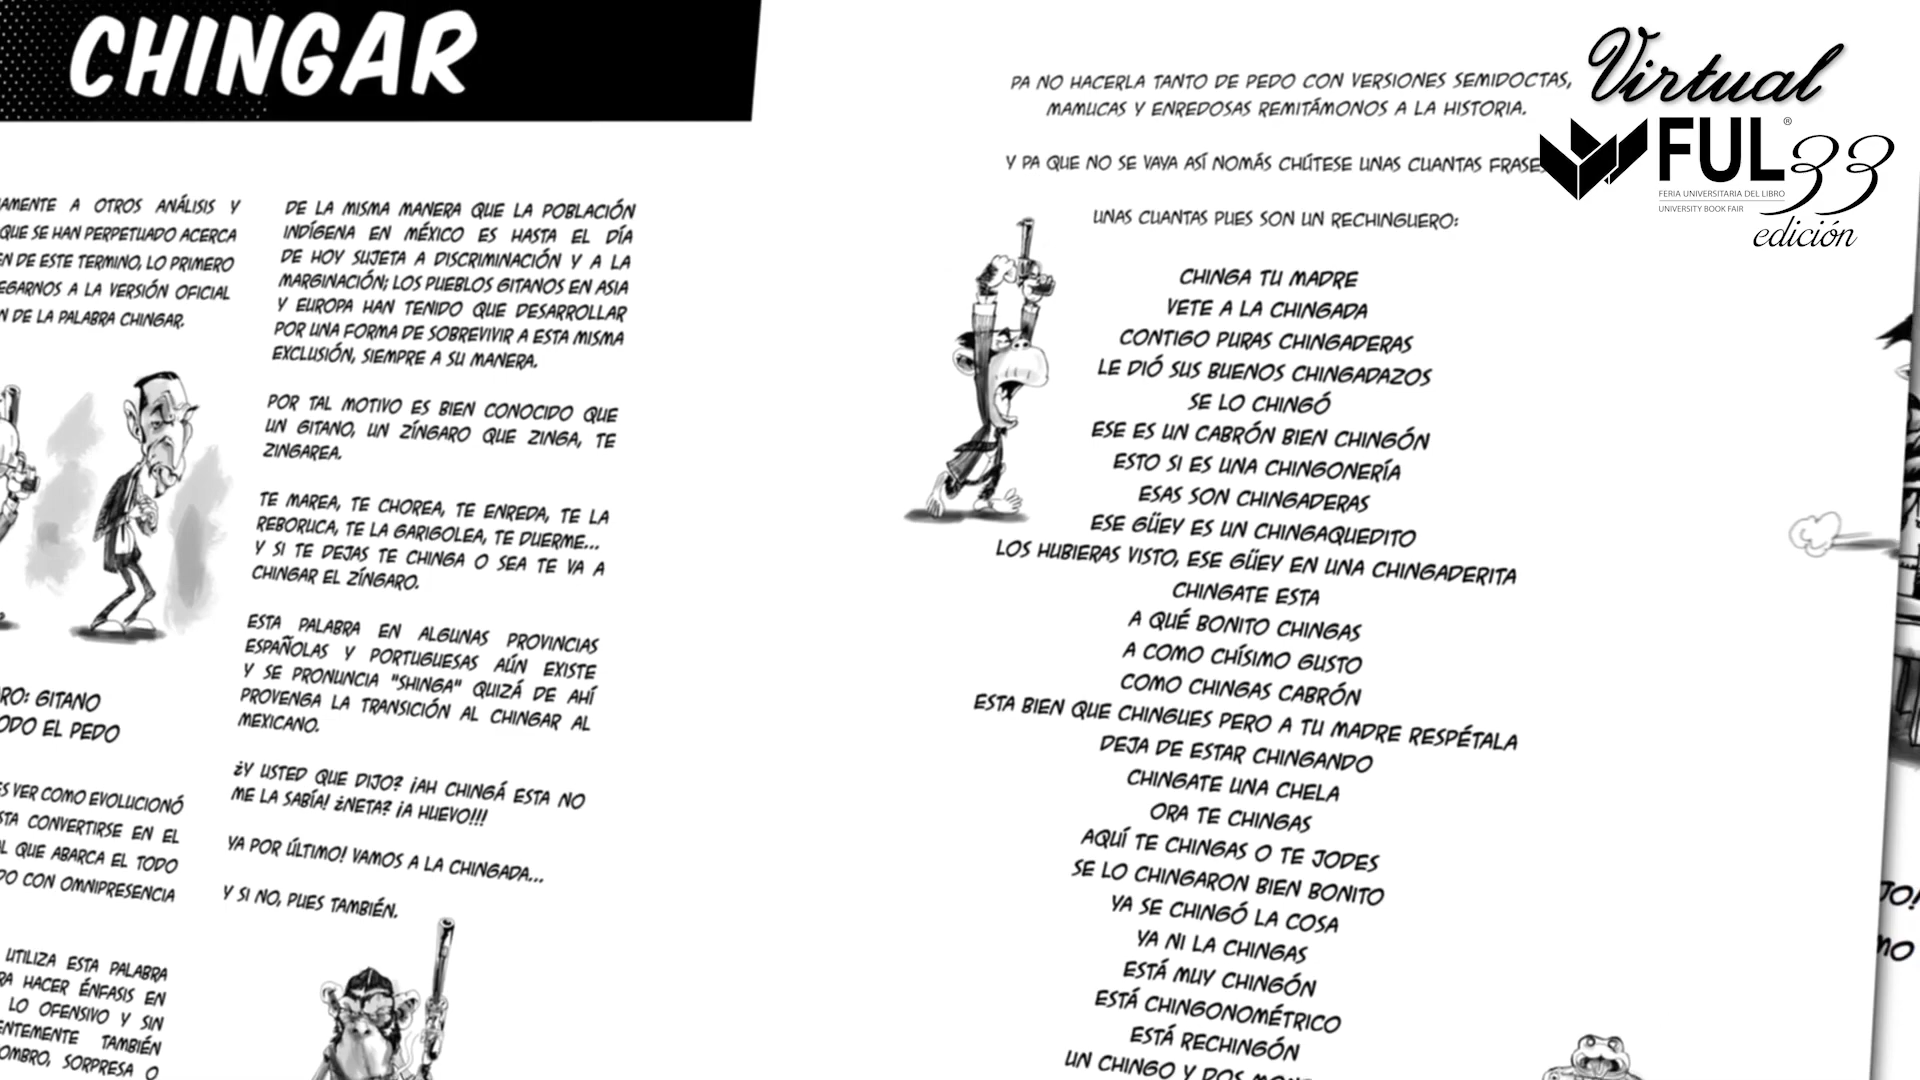 CHINGAR
AMENTE A OTROS ANÁLISIS Y
QUE SE HAN PERPETUADO ACERCA
EN DE ESTE TERMINO, LO PRIMERO
EGARNOS A LA VERSIÓN OFICIAL
N DE LA PALABRA CHINGAR.
RO: GITANO
ODO EL PEDO
ES VER COMO EVOLUCIONÓ
STA CONVERTIRSE EN EL
L QUE ABARCA EL TODO
DO CON OMNIPRESENCIA
UTILIZA ESTA PALABRA
RA HACER ÉNFASIS EN
LO OFENSIVO Y SIN
ENTEMENTE TAMBIÉN
OMBRO, SORPRESA O
DE LA MISMA MANERA QUE LA POBLACIÓN
INDÍGENA EN MÉXICO ES HASTA EL DÍA
DE HOY SUJETA A DISCRIMINACIÓN Y A LA
MARGINACIÓN; LOS PUEBLOS GITANOS EN ASIA
Y EUROPA HAN TENIDO QUE DESARROLLAR
POR UNA FORMA DE SOBREVIVIR A ESTA MISMA
EXCLUSIÓN, SIEMPRE A SU MANERA.
POR TAL MOTIVO ES BIEN CONOCIDO QUE
UN GITANO, UN ZÍNGARO QUE ZINGA, TE
ZINGAREA.
TE MAREA, TE CHOREA, TE ENREDA, TE LA
REBORUCA, TE LA GARIGOLEA, TE DUERME...
Y SI TE DEJAS TE CHINGA O SEA TE VA A
CHINGAR EL ZÍNGARO.
ESTA PALABRA EN ALGUNAS PROVINCIAS
ESPAÑOLAS Y PORTUGUESAS AÚN EXISTE
Y SE PRONUNCIA "SHINGA" QUIZÁ DE AHÍ
PROVENGA LA TRANSICIÓN AL CHINGAR AL
MEXICANO.
¿Y USTED QUE DIJO? ¡AH CHINGÁ ESTA NO
ME LA SABÍA! ¿NETA? ¡A HUEVO!!!
YA POR ÚLTIMO! VAMOS A LA CHINGADA...
Y SI NO, PUES TAMBIÉN.
PA NO HACERLA TANTO DE PEDO CON VERSIONES SEMIDOCTAS,
MAMUCAS Y ENREDOSAS REMITÁMONOS A LA HISTORIA.
Y PA QUE NO SE VAYA ASÍ NOMÁS CHÚTESE UNAS CUANTAS FRASE
UNAS CUANTAS PUES SON UN RECHINGUERO:
CHINGA TU MADRE
VETE A LA CHINGADA
CONTIGO PURAS CHINGADERAS
LE DIÓ SUS BUENOS CHINGADAZOS
SE LO CHINGÓ
ESE ES UN CABRÓN BIEN CHINGÓN
ESTO SI ES UNA CHINGONERÍA
ESAS SON CHINGADERAS
ESE GÜEY ES UN CHINGAQUEDITO
LOS HUBIERAS VISTO, ESE GÜEY EN UNA CHINGADERITA
CHINGATE ESTA
A QUÉ BONITO CHINGAS
A COMO CHÍSIMO GUSTO
COMO CHINGAS CABRÓN
ESTA BIEN QUE CHINGUES PERO A TU MADRE RESPÉTALA
DEJA DE ESTAR CHINGANDO
CHINGATE UNA CHELA
ORA TE CHINGAS
AQUÍ TE CHINGAS O TE JODES
SE LO CHINGARON BIEN BONITO
YA SE CHINGÓ LA COSA
YA NI LA CHINGAS
ESTÁ MUY CHINGÓN
ESTÁ CHINGONOMÉTRICO
ESTÁ RECHINGÓN
UN CHINGO Y DOS
Virtual
FUL® 33
FERIA UNIVERSITARIA DEL LIBRO
UNIVERSITY BOOK FAIR
edición
JO!
MO